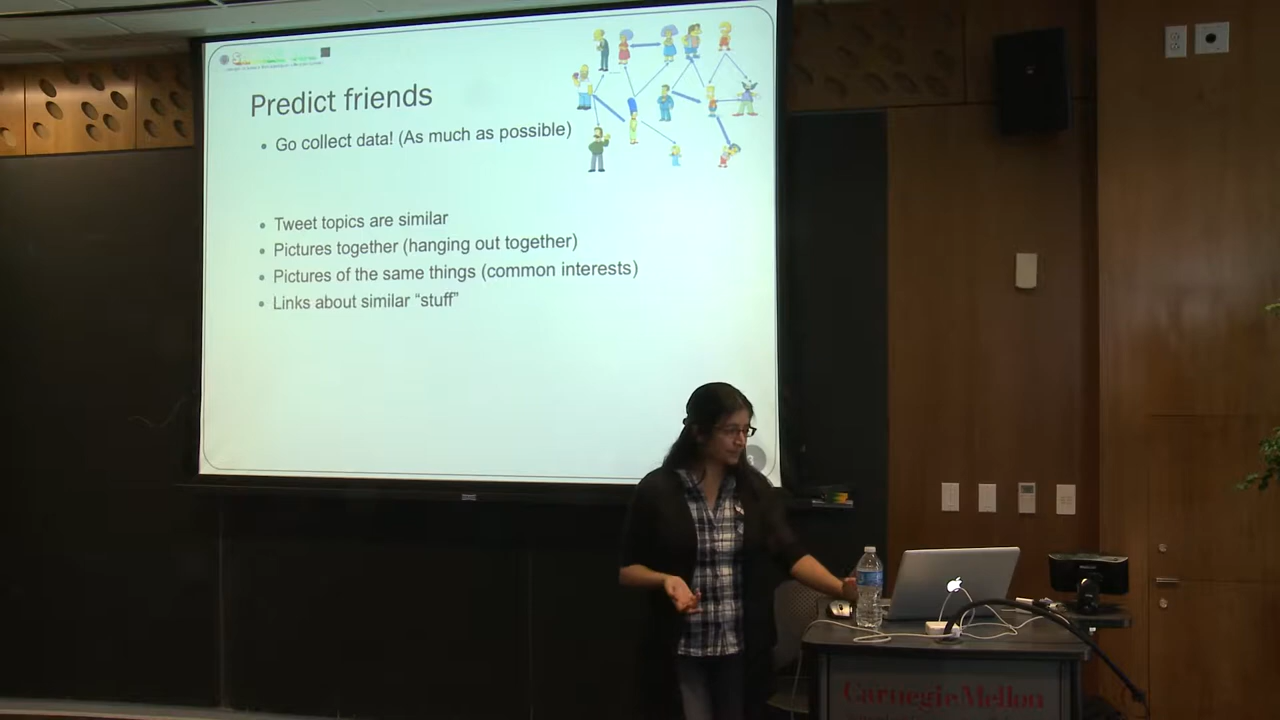 Predict friends
• Go collect data! (As much as possible)
• Tweet topics are similar
• Pictures together (hanging out together)
• Pictures of the same things (common interests)
• Links about similar “stuff”
Carnegie Mellon